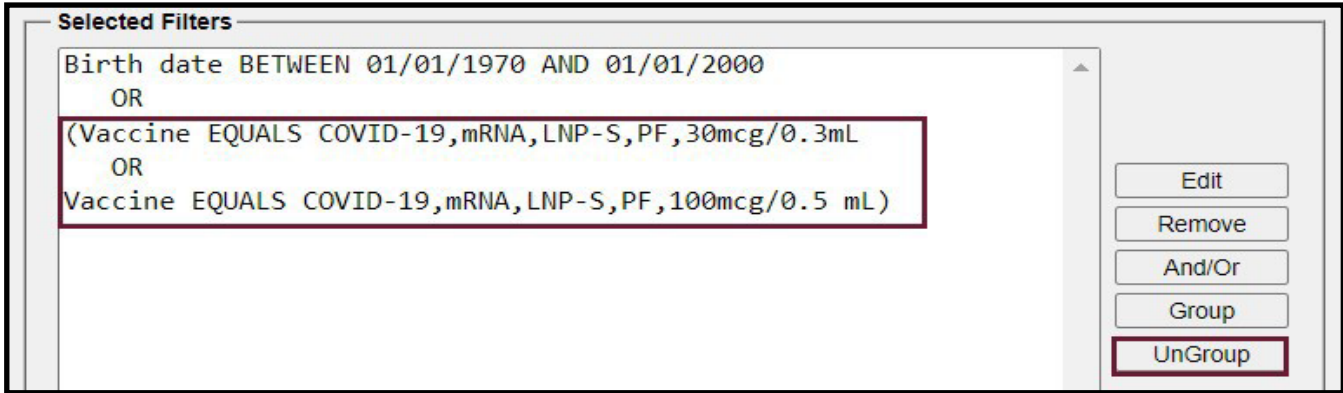 Selected Filters
Birth date BETWEEN 01/01/1970 AND 01/01/2000
OR
(Vaccine EQUALS COVID-19,mRNA,LNP-S,PF,30mcg/0.3mL
OR
Vaccine EQUALS COVID-19,mRNA,LNP-S,PF,100mcg/0.5 mL)
Edit
Remove
And/Or
Group
UnGroup